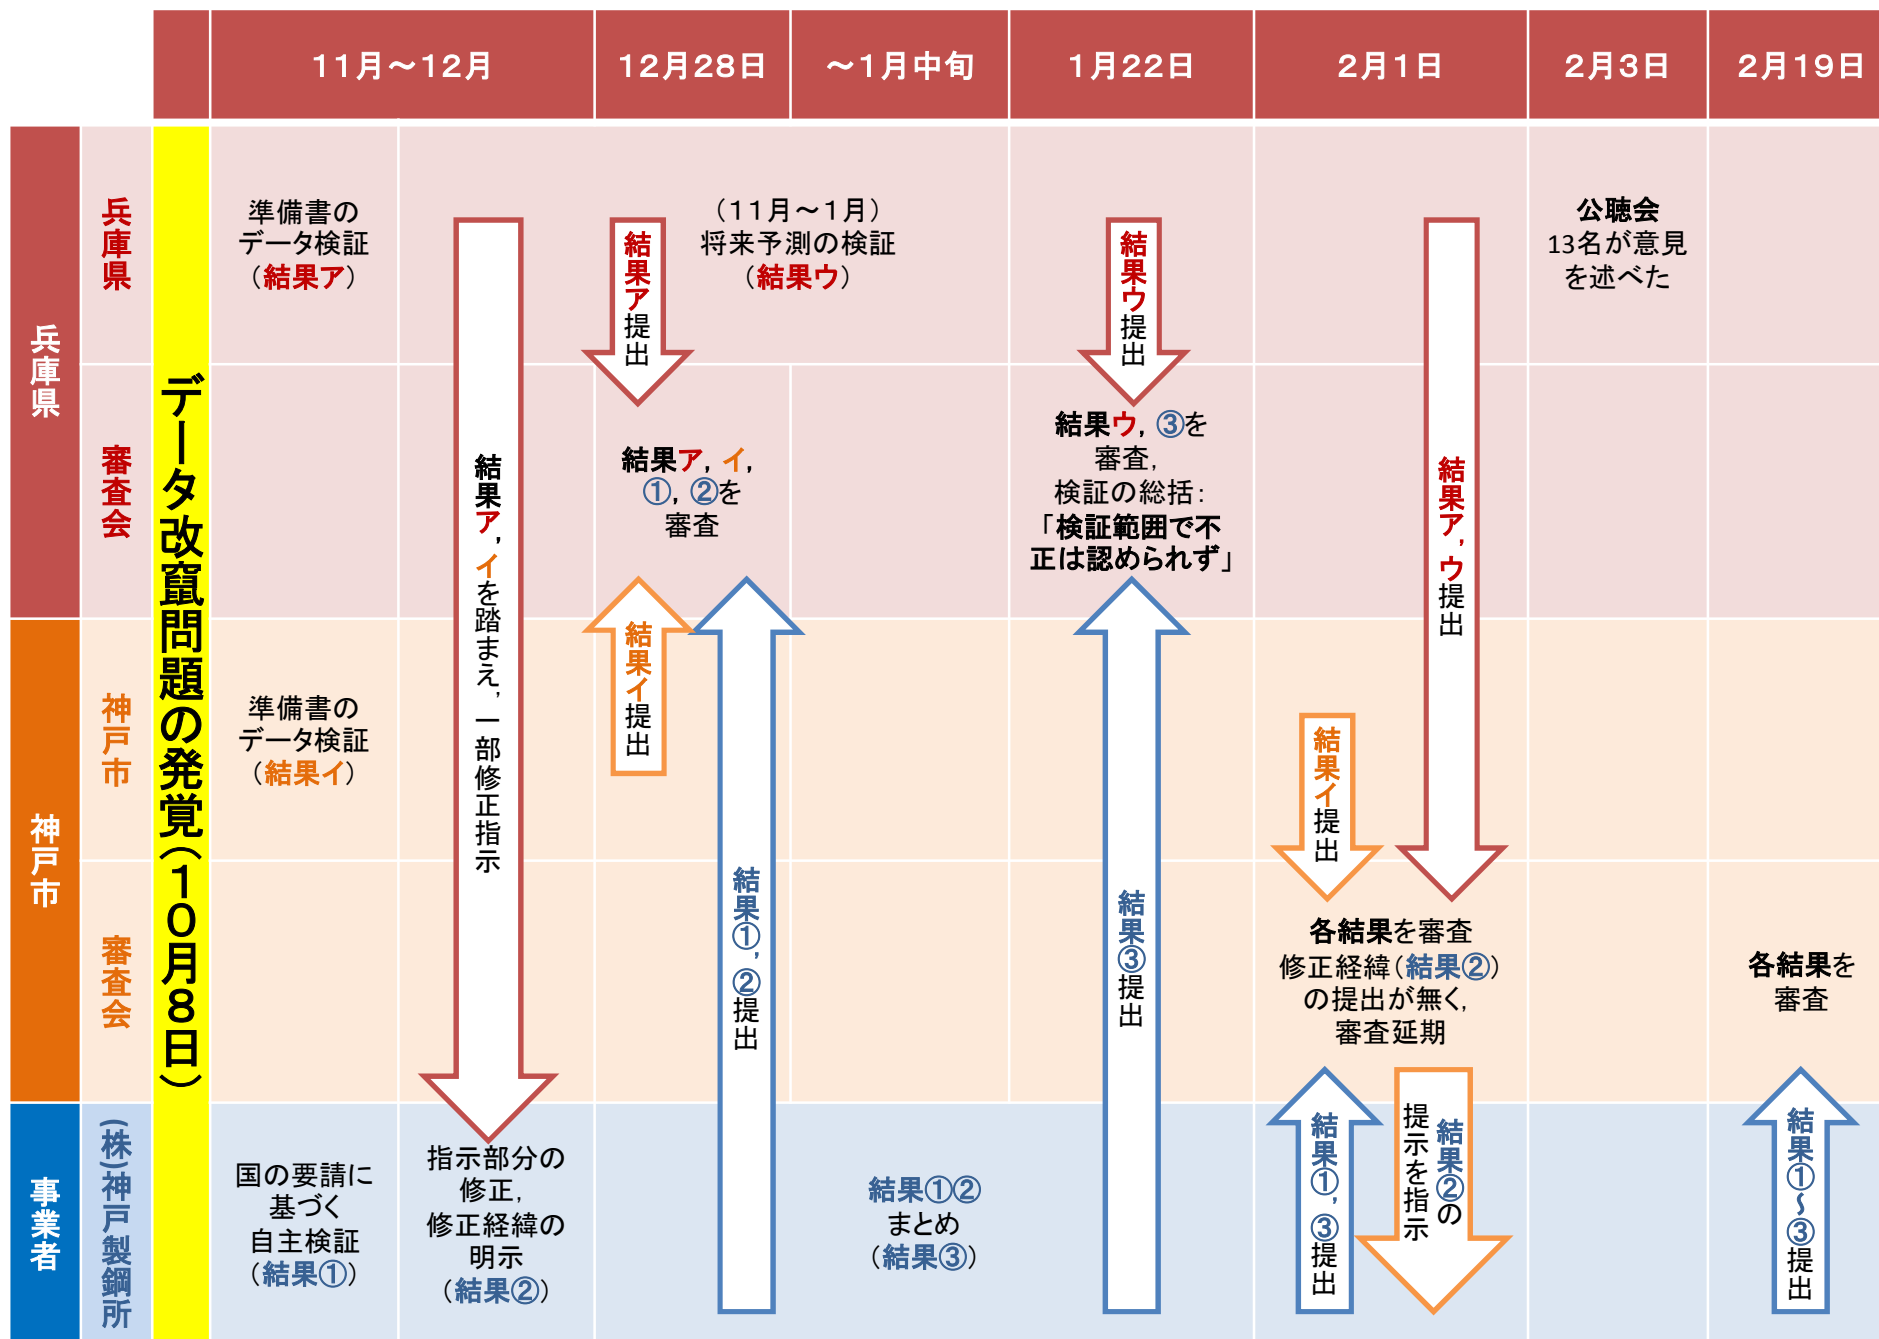 11月～12月
12月28日
～1月中旬
1月22日
2月1日
2月3日
2月19日
兵庫県
兵庫県
審査会
神戸市
神戸市
審査会
事業者
(株)神戸製鋼所
データ改竄問題の発覚（10月8日）
準備書の
データ検証
（結果ア）
結果ア，イを踏まえ，一部修正指示
結果ア提出
（11月～1月）
将来予測の検証
（結果ウ）
結果ウ提出
結果ア，ウ提出
公聴会
13名が意見
を述べた
結果ア，イ，
①，②を
審査
結果ウ，③を
審査，
検証の総括：
「検証範囲で不
正は認められず」
準備書の
データ検証
（結果イ）
結果イ提出
結果①，②提出
結果③提出
結果イ提出
各結果を審査
修正経緯（結果②）
の提出が無く，
審査延期
各結果を
審査
国の要請に
基づく
自主検証
（結果①）
指示部分の
修正，
修正経緯の
明示
（結果②）
結果①②
まとめ
（結果③）
結果①，③提出
結果②の
提示を指示
結果①～③提出